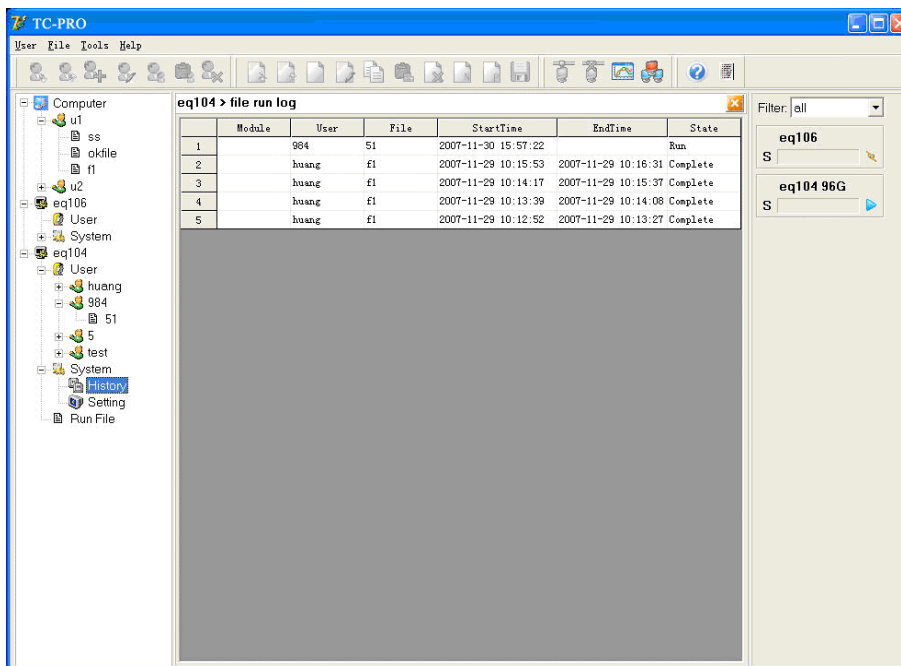 TC-PRO
User File Tools Help
Computer
u1
ss
okfile
f1
u2
eq106
User
System
eq104
User
huang
984
51
5
test
System
History
Setting
Run File
eq104 > file run log
Module User File StartTime EndTime State
1 984 51 2007-11-30 15:57:22 Run
2 huang f1 2007-11-29 10:15:53 2007-11-29 10:16:31 Complete
3 huang f1 2007-11-29 10:14:17 2007-11-29 10:15:37 Complete
4 huang f1 2007-11-29 10:13:39 2007-11-29 10:14:08 Complete
5 huang f1 2007-11-29 10:12:52 2007-11-29 10:13:27 Complete
Filter: all
eq106
S
eq104 96G
S